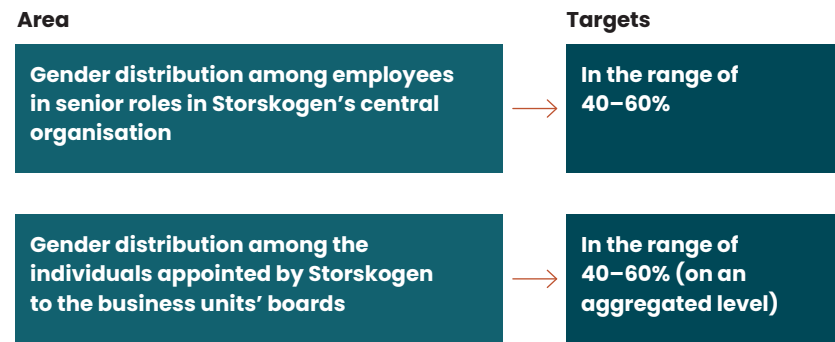 Area
Targets
Gender distribution among employees
in senior roles in Storskogen’s central
organisation
In the range of
40–60%
Gender distribution among the
individuals appointed by Storskogen
to the business units’ boards
In the range of
40–60% (on an
aggregated level)